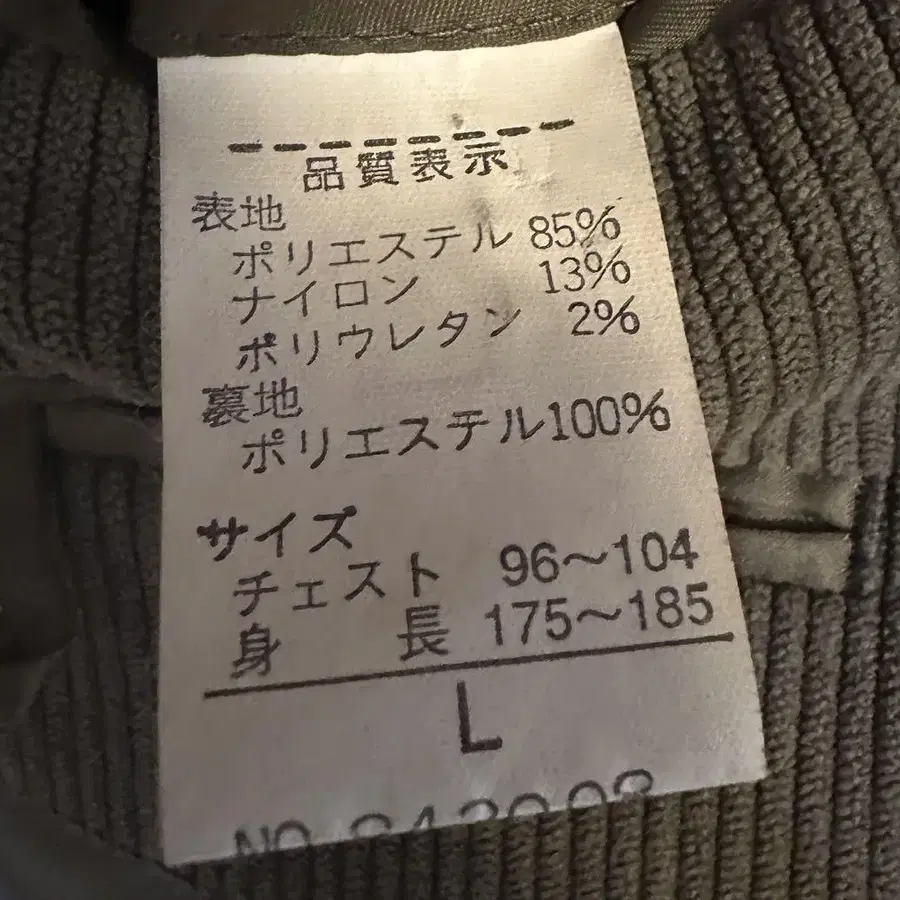 品質表示
表地
ポリエステル 85%
ナイロン 13%
ポリウレタン 2%
裏地
ポリエステル100%
サイズ
チェスト 96〜104
身長 175〜185
L
NO